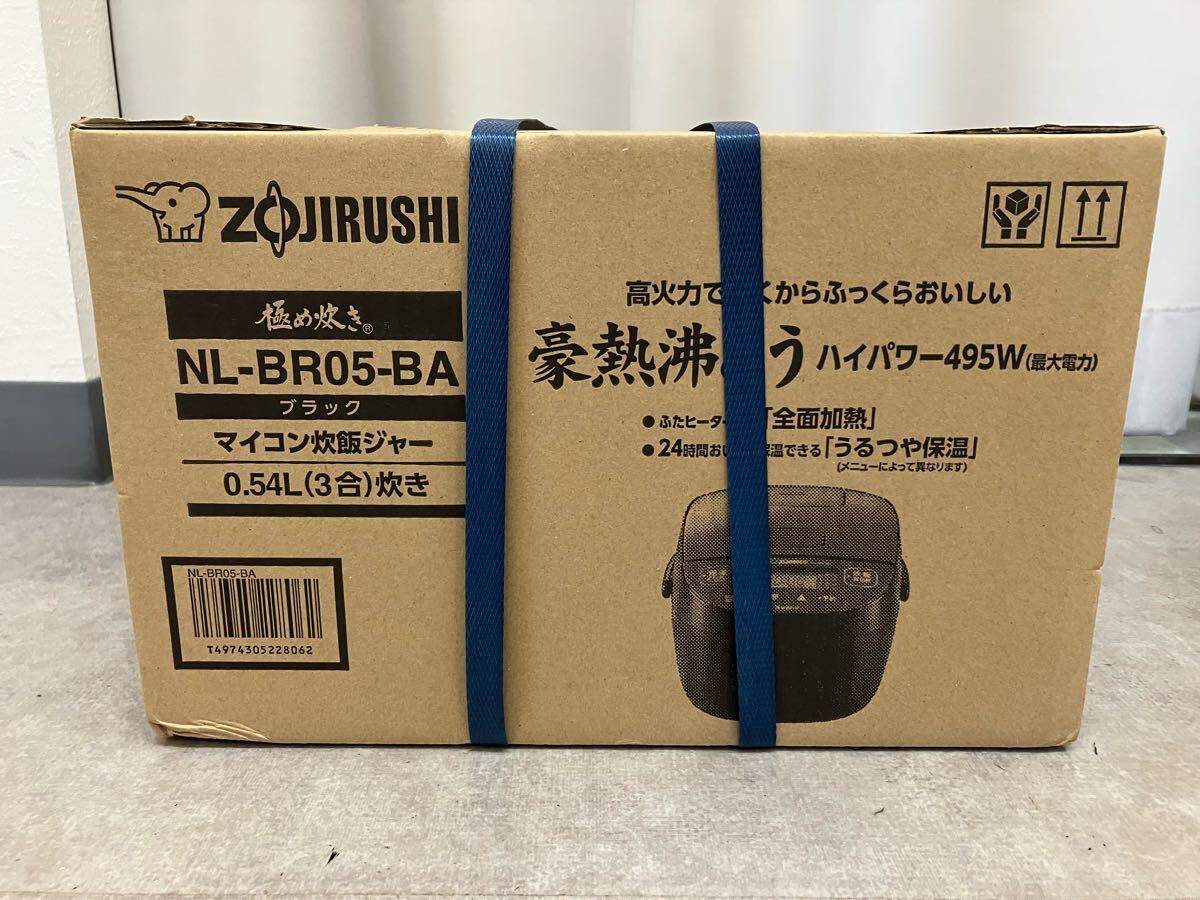 ZOJIRUSHI
極め炊き®
NL-BR05-BA
ブラック
マイコン炊飯ジャー
0.54L(3合)炊き
NL-BR05-BA
T4974305228062
高火力で くからふっくらおいしい
豪熱沸 う ハイパワー495W(最大電力)
●ふたヒーター 「全面加熱」
●24時間おい 保温できる「うるつや保温」
(メニューによって異なります)